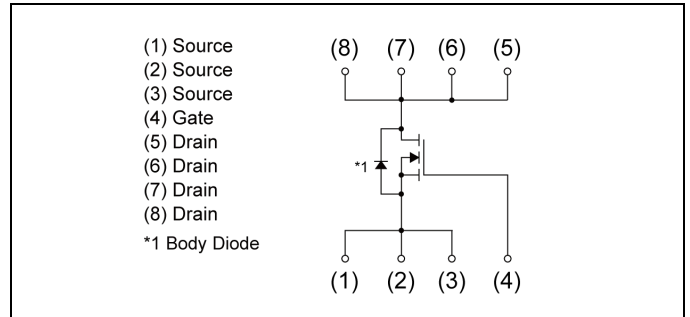 (1) Source
(2) Source
(3) Source
(4) Gate
(5) Drain
(6) Drain
(7) Drain
(8) Drain
*1 Body Diode
(8) (7) (6) (5)
*1
(1) (2) (3) (4)